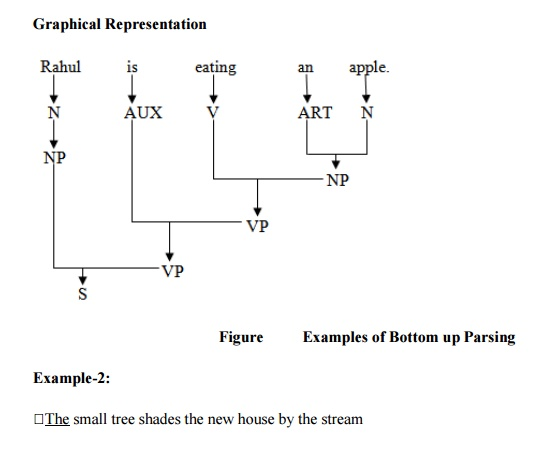 Graphical Representation
Rahul is eating an apple.
N AUX V ART N
NP
NP
VP
VP
S
Figure Examples of Bottom up Parsing
Example-2:
□The small tree shades the new house by the stream